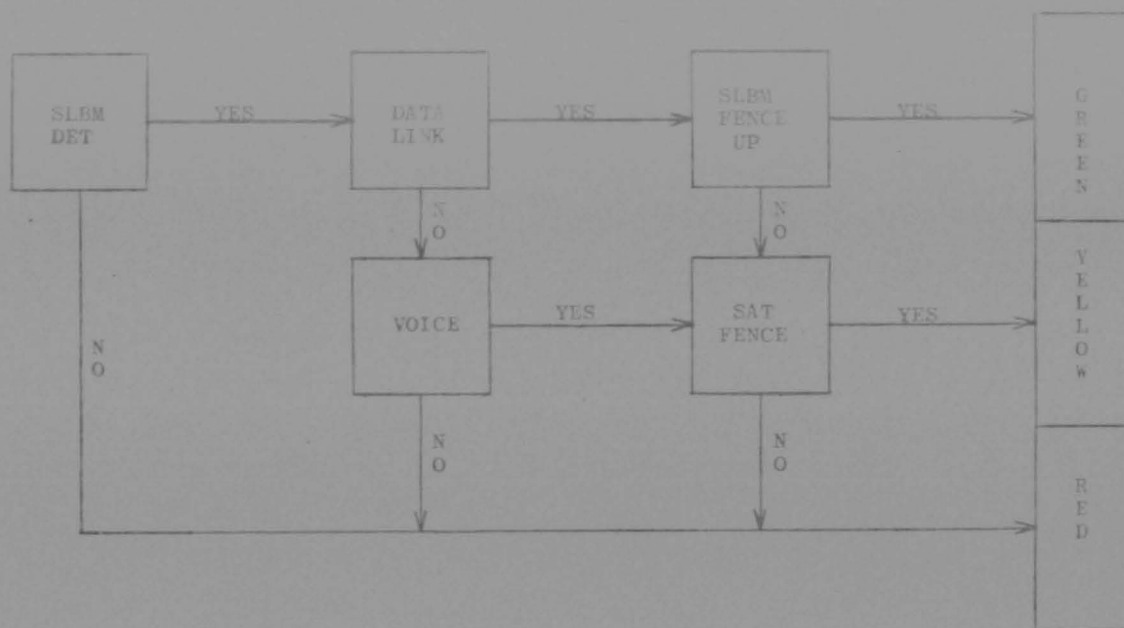 SLBM
DET
YES
DATA
LINK
YES
SLBM
FENCE
UP
YES
GREEN
NO
NO
VOICE
YES
SAT
FENCE
YES
YELLOW
NO
NO
NO
RED